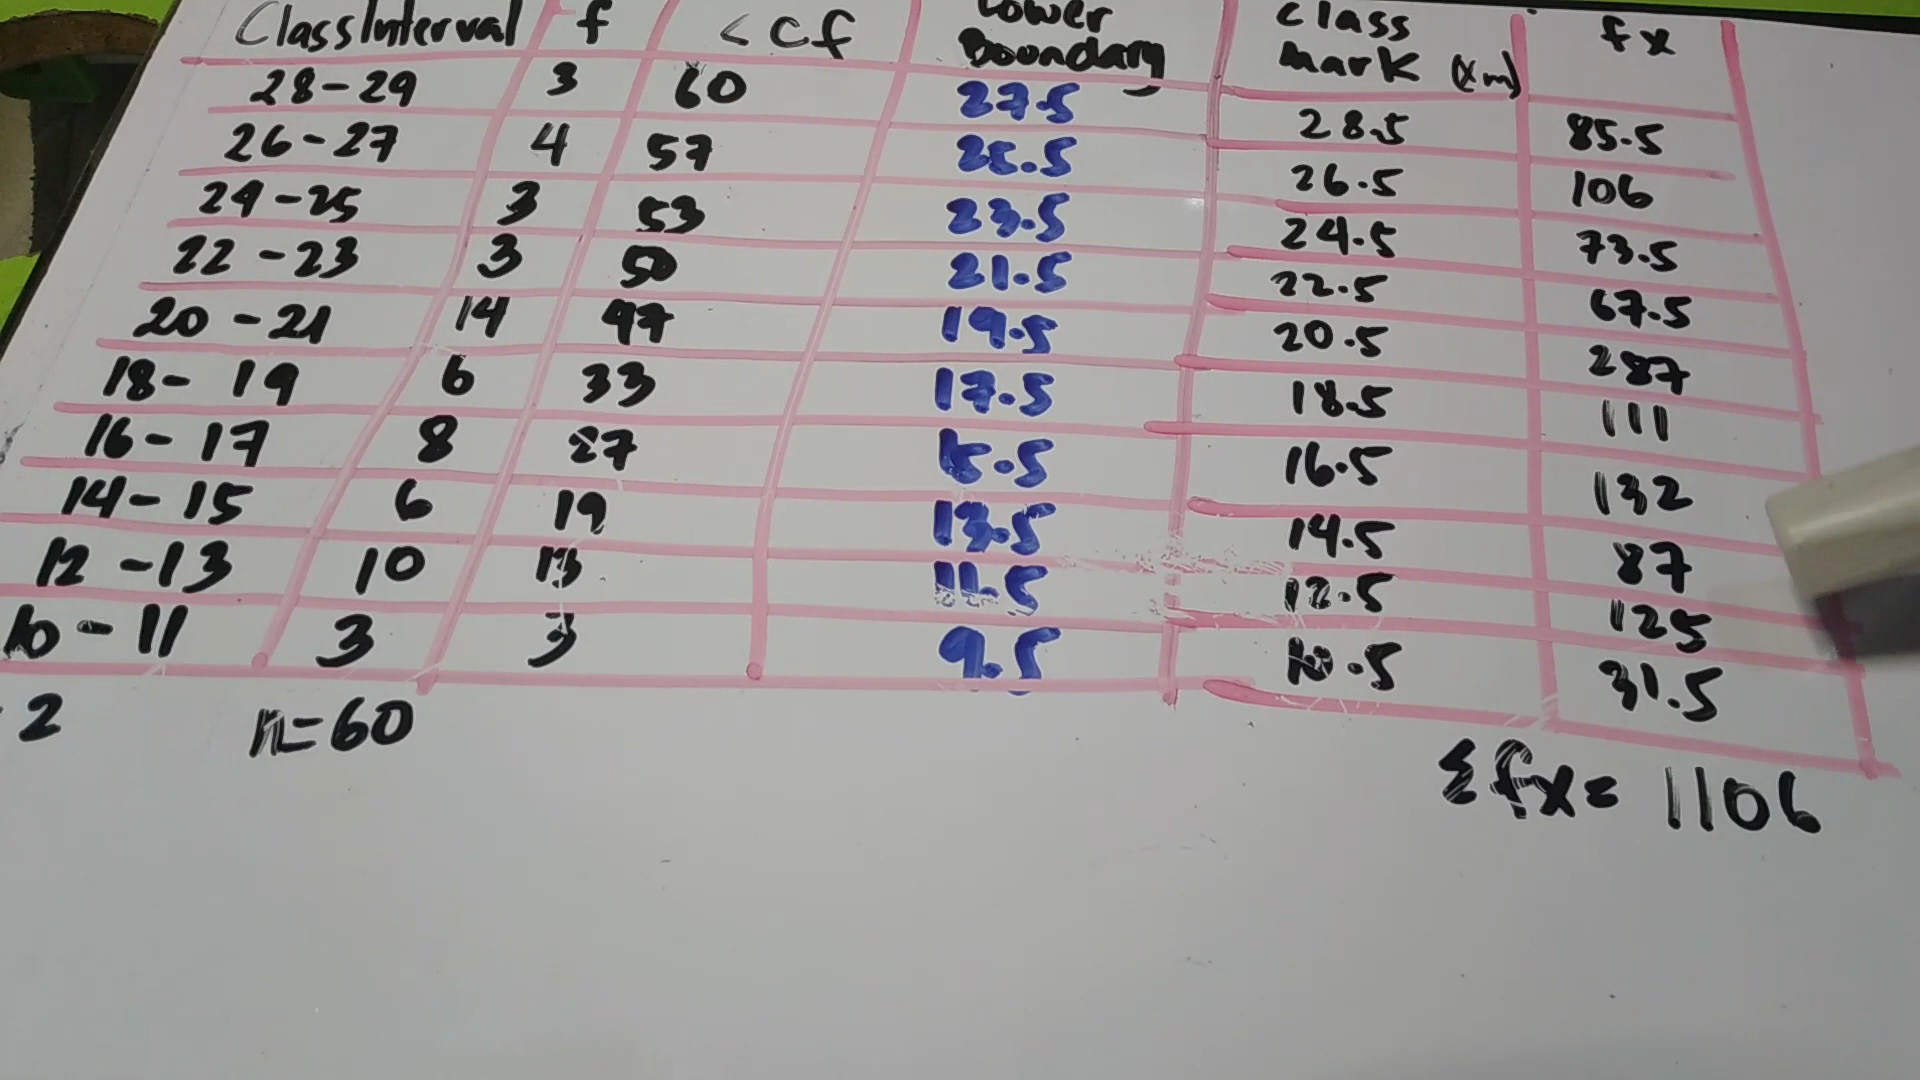 Class Interval f < cf Lower Boundary Class Mark (xm) fx
28-29 3 60 27.5 28.5 85.5
26-27 4 57 25.5 26.5 106
24-25 3 53 23.5 24.5 73.5
22-23 3 50 21.5 22.5 67.5
20-21 14 47 19.5 20.5 287
18-19 6 33 17.5 18.5 111
16-17 8 27 15.5 16.5 132
14-15 6 19 13.5 14.5 87
12-13 10 13 11.5 12.5 125
10-11 3 3 9.5 10.5 31.5
2 n=60
Σfx= 1106